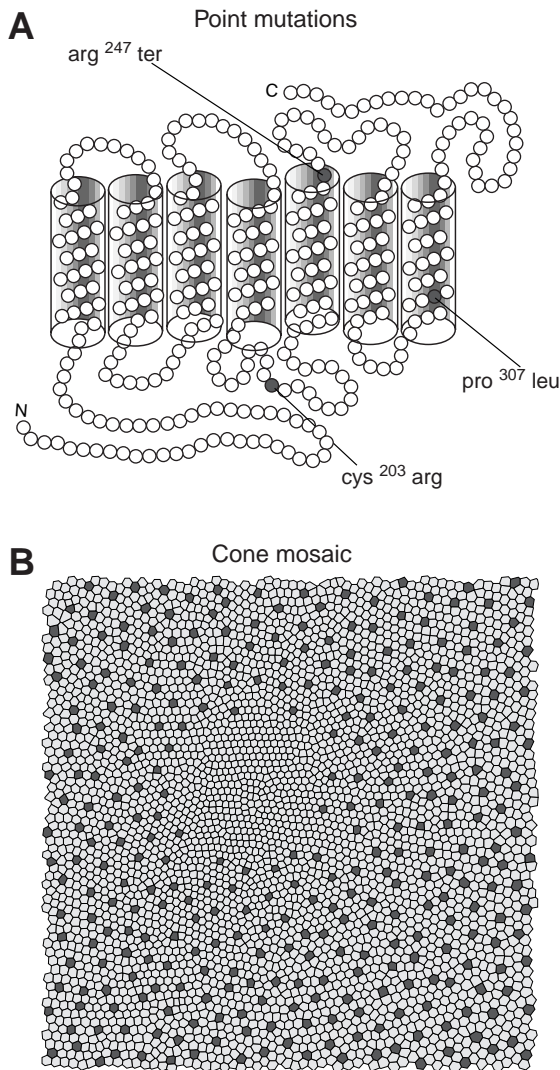 A
Point mutations
arg 247 ter
C
N
pro 307 leu
cys 203 arg
B
Cone mosaic